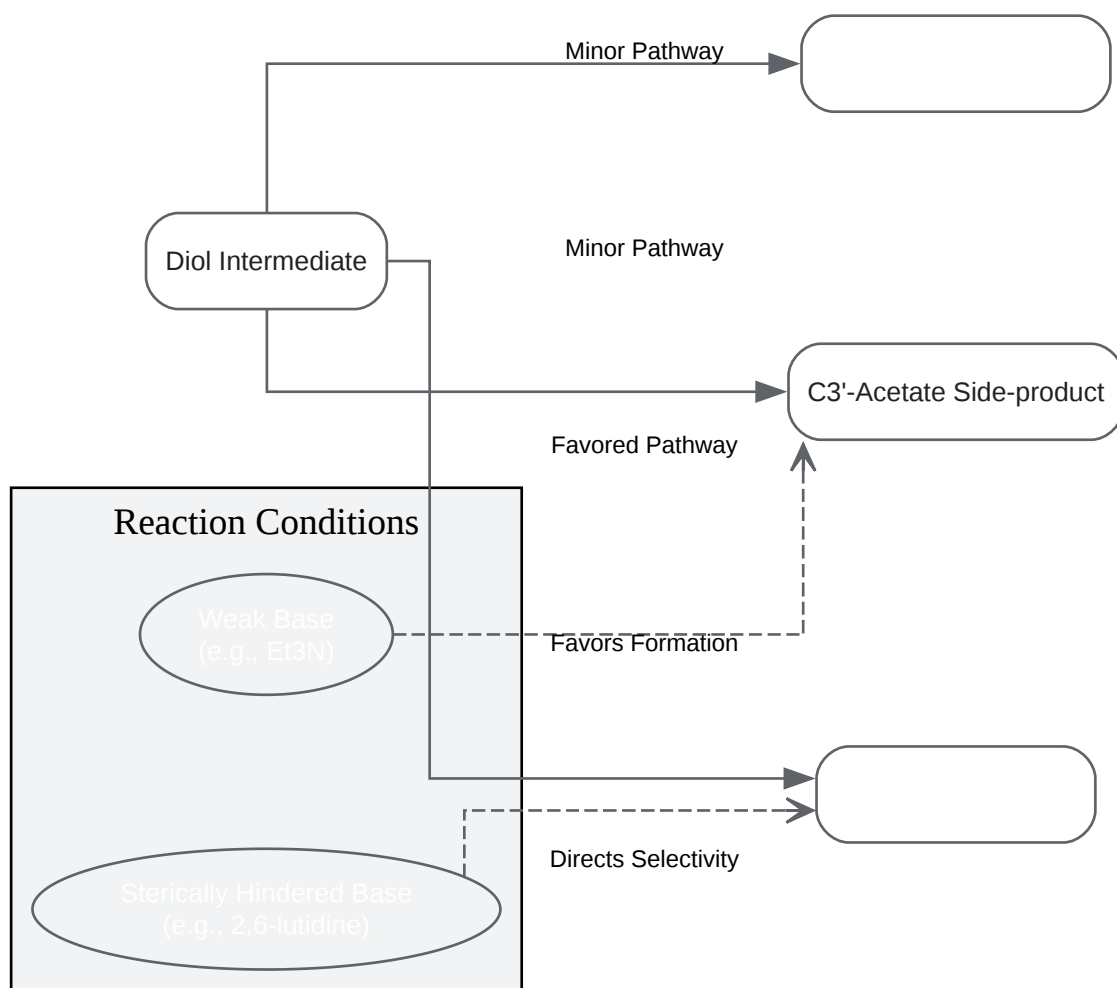 Minor Pathway
Diol Intermediate
Minor Pathway
C3'-Acetate Side-product
Favored Pathway
Reaction Conditions
Weak Base
(e.g., Et3N)
Favors Formation
Directs Selectivity
Sterically Hindered Base
(e.g., 2,6-lutidine)